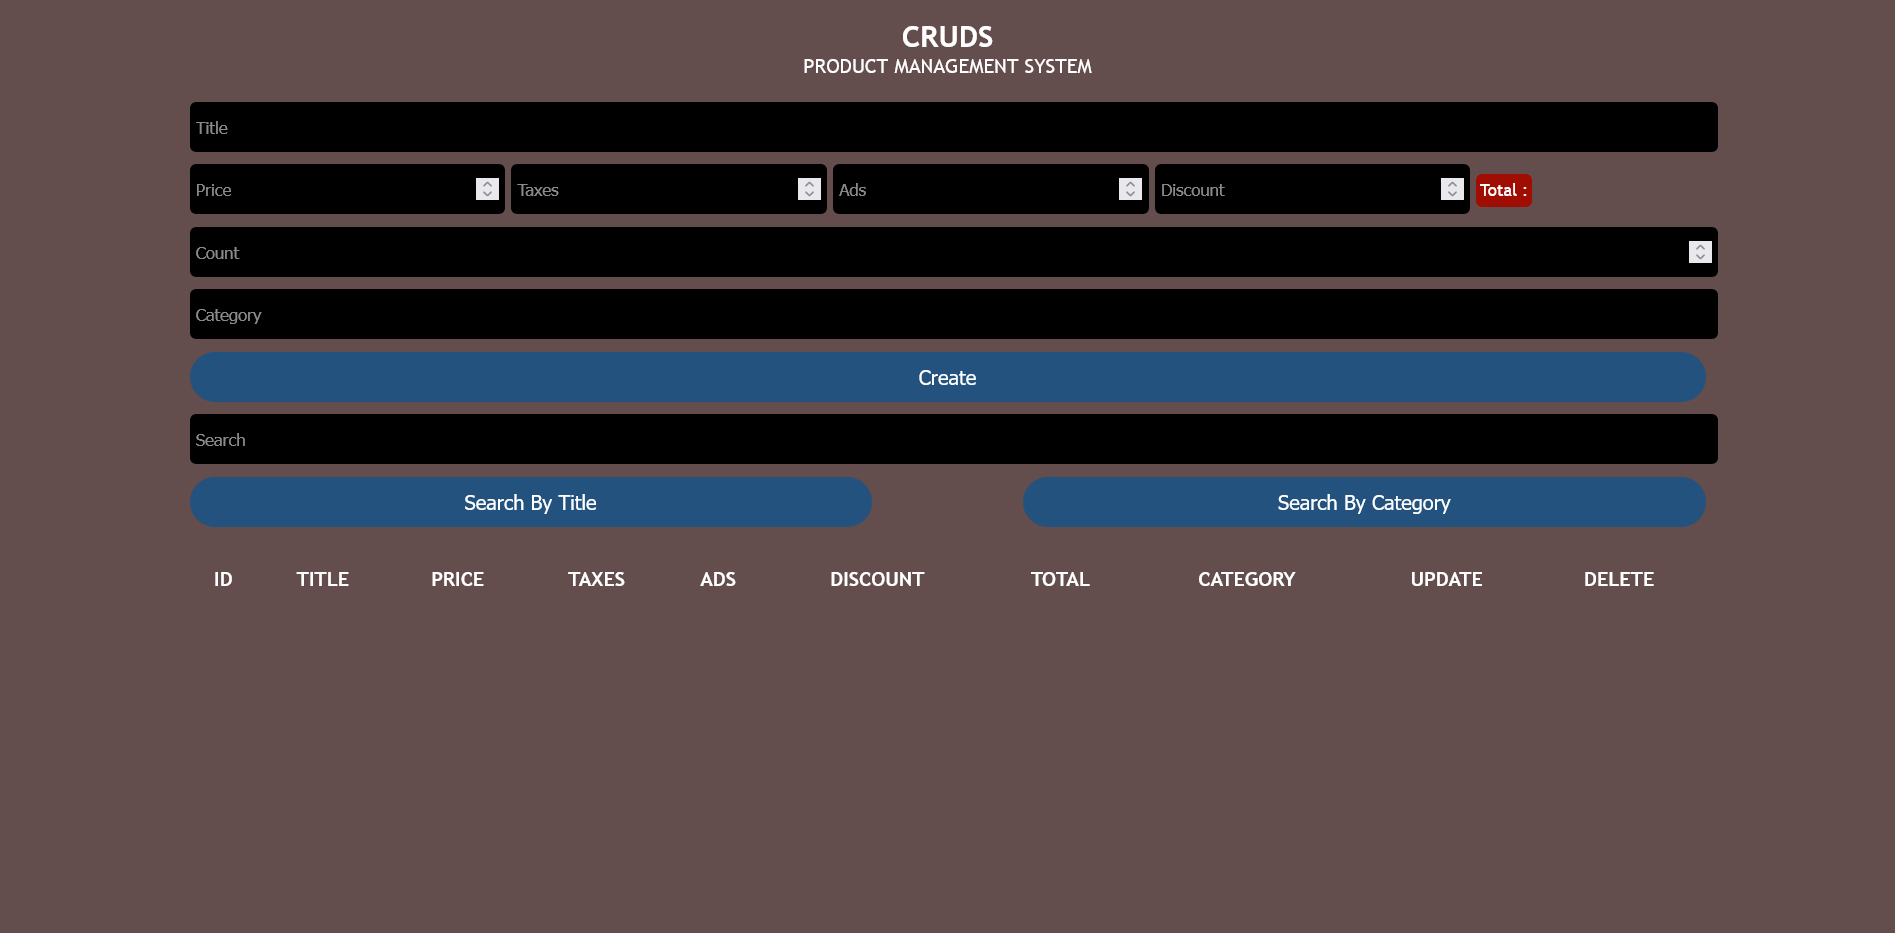 CRUDS
PRODUCT MANAGEMENT SYSTEM
Title
Price Taxes Ads Discount Total :
Count
Category
Create
Search
Search By Title Search By Category
ID TITLE PRICE TAXES ADS DISCOUNT TOTAL CATEGORY UPDATE DELETE